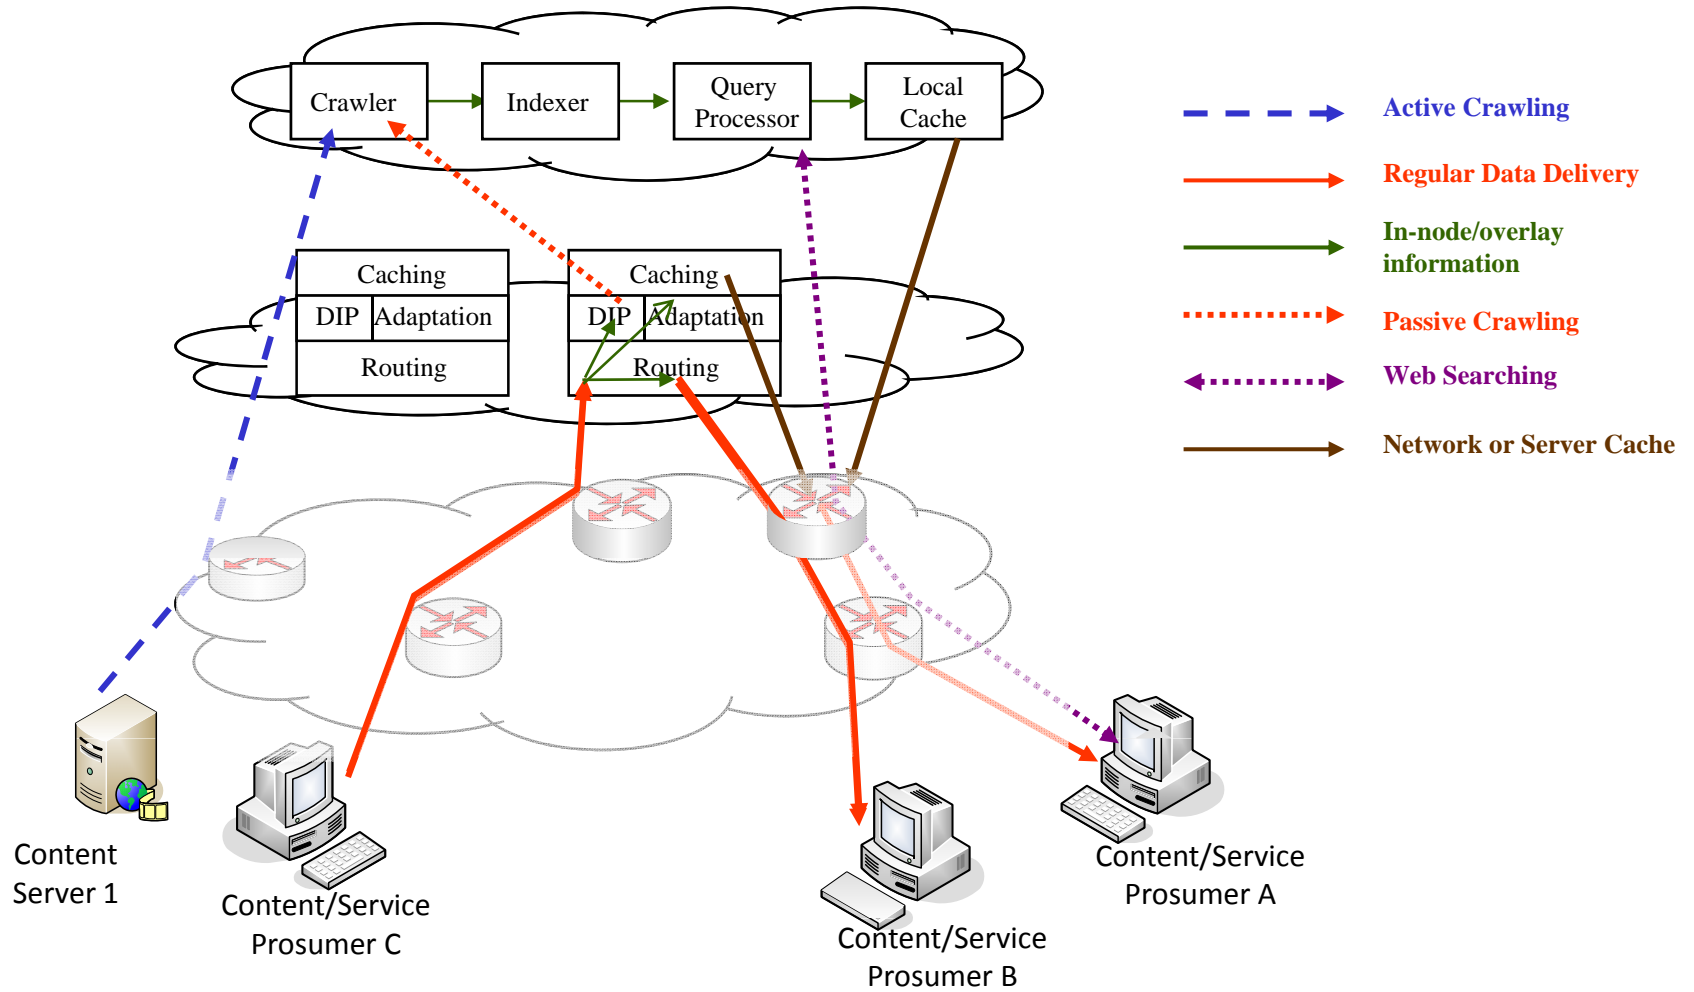 Crawler
Indexer
Query
Processor
Local
Cache
Active Crawling
Regular Data Delivery
In-node/overlay
information
Passive Crawling
Web Searching
Network or Server Cache
Caching
DIP
Adaptation
Routing
Caching
DIP
Adaptation
Routing
Content
Server 1
Content/Service
Prosumer C
Content/Service
Prosumer B
Content/Service
Prosumer A